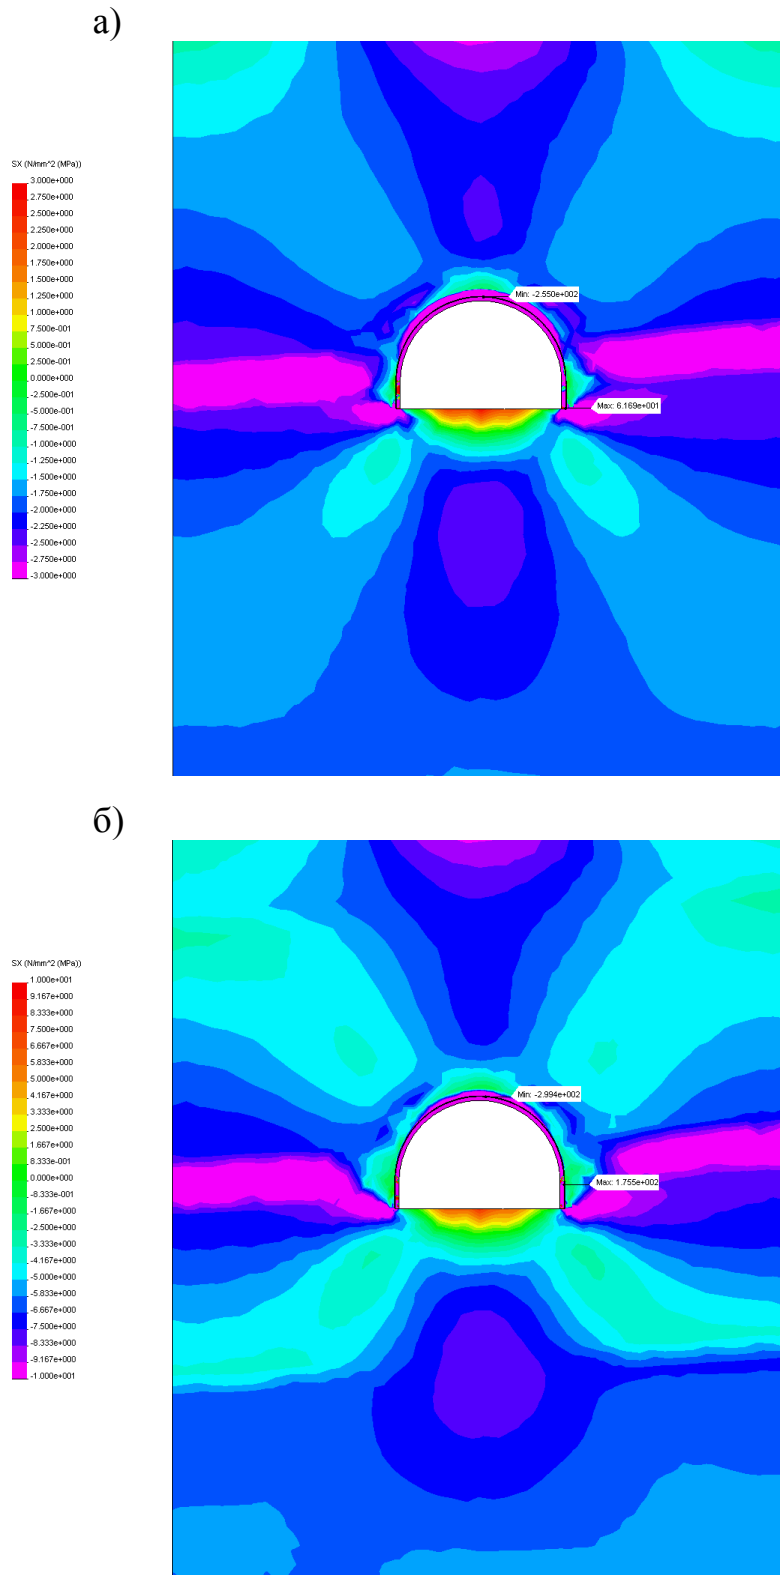 а)
SX (N/mm^2 (MPa))
3.000e+000
2.750e+000
2.500e+000
2.250e+000
2.000e+000
1.750e+000
1.500e+000
1.250e+000
1.000e+000
7.500e-001
5.000e-001
2.500e-001
0.000e+000
-2.500e-001
-5.000e-001
-7.500e-001
-1.000e+000
-1.250e+000
-1.500e+000
-1.750e+000
-2.000e+000
-2.250e+000
-2.500e+000
-2.750e+000
-3.000e+000
Min: -2.550e+002
Max: 6.169e+001
б)
SX (N/mm^2 (MPa))
1.000e+001
9.167e+000
8.333e+000
7.500e+000
6.667e+000
5.833e+000
5.000e+000
4.167e+000
3.333e+000
2.500e+000
1.667e+000
8.333e-001
0.000e+000
-8.333e-001
-1.667e+000
-2.500e+000
-3.333e+000
-4.167e+000
-5.000e+000
-5.833e+000
-6.667e+000
-7.500e+000
-8.333e+000
-9.167e+000
-1.000e+001
Min: -2.994e+002
Max: 1.755e+002